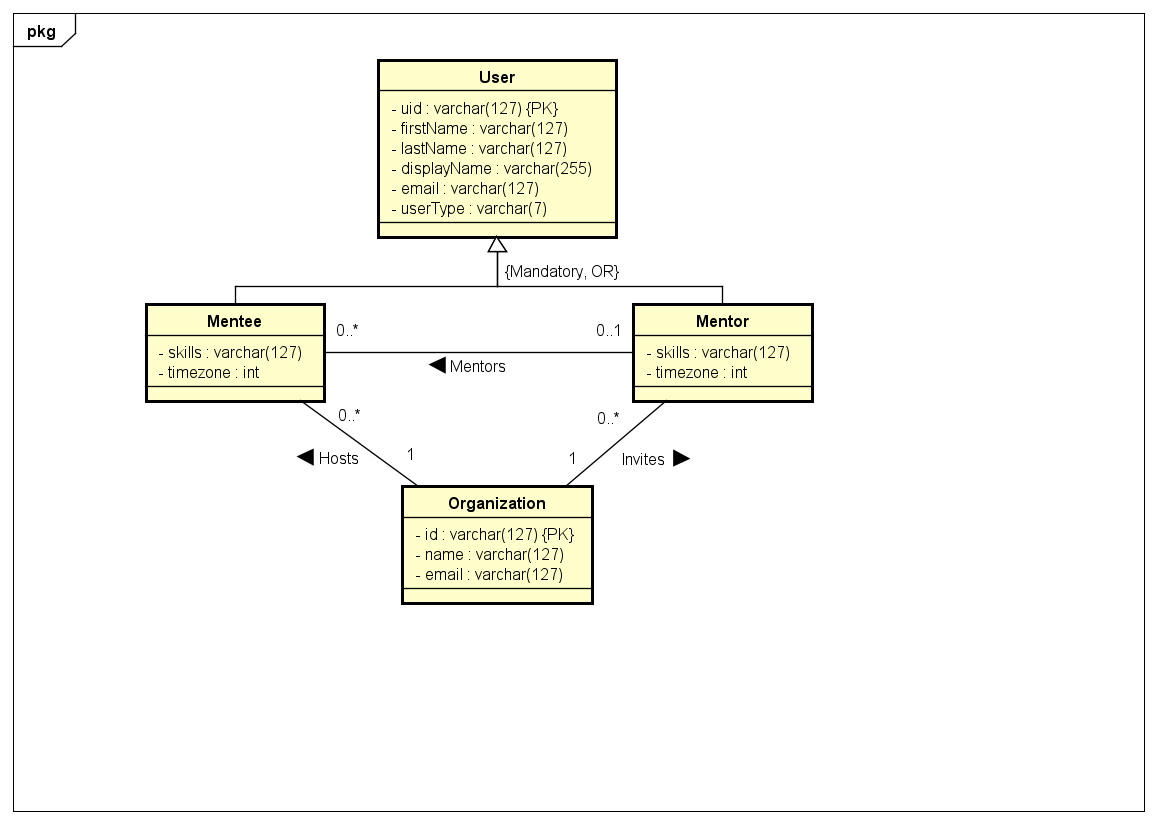 pkg
User
- uid : varchar(127) {PK}
- firstName : varchar(127)
- lastName : varchar(127)
- displayName : varchar(255)
- email : varchar(127)
- userType : varchar(7)
{Mandatory, OR}
Mentee
- skills : varchar(127)
- timezone : int
0..*
0..1
◀ Mentors
Mentor
- skills : varchar(127)
- timezone : int
0..*
1
◀ Hosts
0..*
1
Invites ▶
Organization
- id : varchar(127) {PK}
- name : varchar(127)
- email : varchar(127)